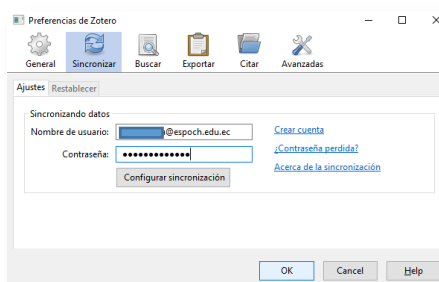 Preferencias de Zotero
General Sincronizar Buscar Exportar Citar Avanzadas
Ajustes Restablecer
Sincronizando datos
Nombre de usuario: @espoch.edu.ec Crear cuenta
Contraseña: ●●●●●●●●●●●●● ¿Contraseña perdida?
Configurar sincronización Acerca de la sincronización
OK Cancel Help